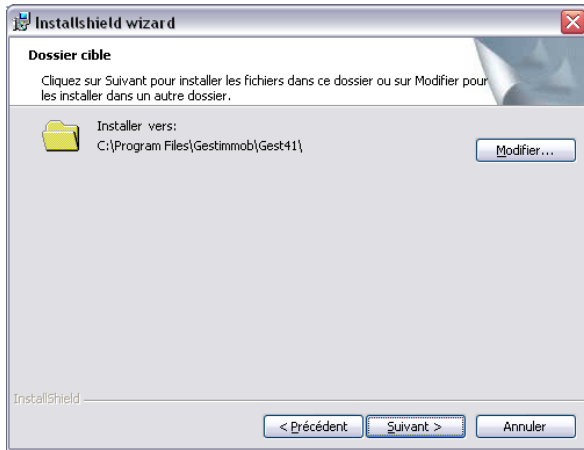 Installshield wizard
Dossier cible
Cliquez sur Suivant pour installer les fichiers dans ce dossier ou sur Modifier pour
les installer dans un autre dossier.
Installer vers:
C:\Program Files\Gestimmob\Gest41\
Modifier...
InstallShield
< Précédent
Suivant >
Annuler